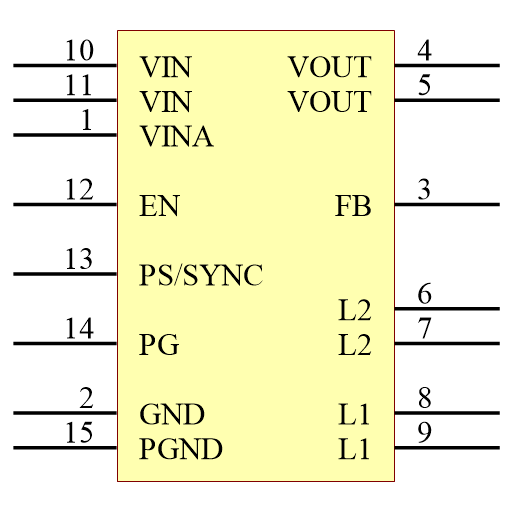 10 VIN VOUT 4
11 VIN VOUT 5
1 VINA
12 EN FB 3
13 PS/SYNC
L2 6
14 PG L2 7
2 GND L1 8
15 PGND L1 9